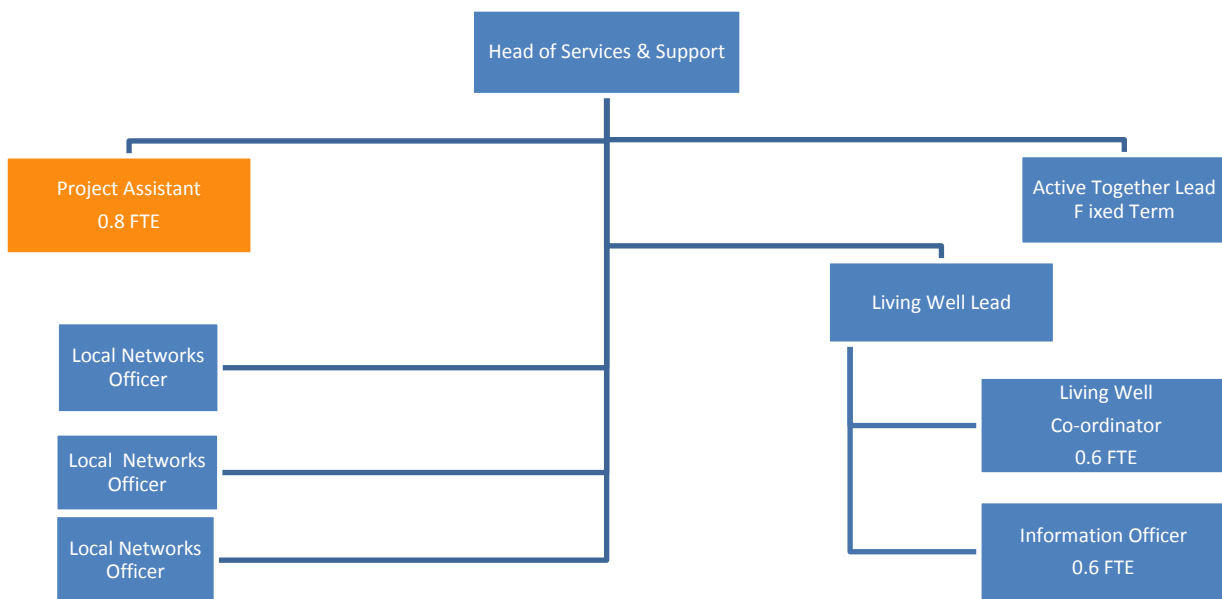 Head of Services & Support
Project Assistant
0.8 FTE
Active Together Lead
F ixed Term
Living Well Lead
Local Networks
Officer
Living Well
Co-ordinator
0.6 FTE
Local  Networks
Officer
Information Officer
0.6 FTE
Local Networks
Officer